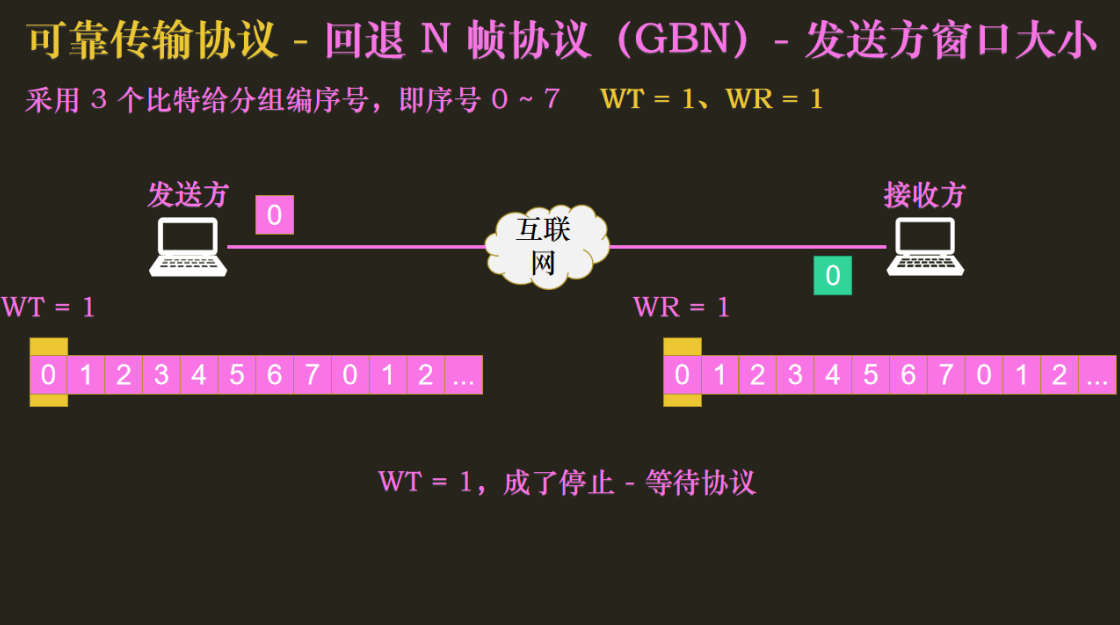 可靠传输协议 - 回退 N 帧协议（GBN）- 发送方窗口大小
采用 3 个比特给分组编序号，即序号 0 ~ 7 WT = 1、WR = 1
发送方
0
互联
网
接收方
0
WT = 1
WR = 1
0 1 2 3 4 5 6 7 0 1 2 ...
0 1 2 3 4 5 6 7 0 1 2 ...
WT = 1，成了停止 - 等待协议